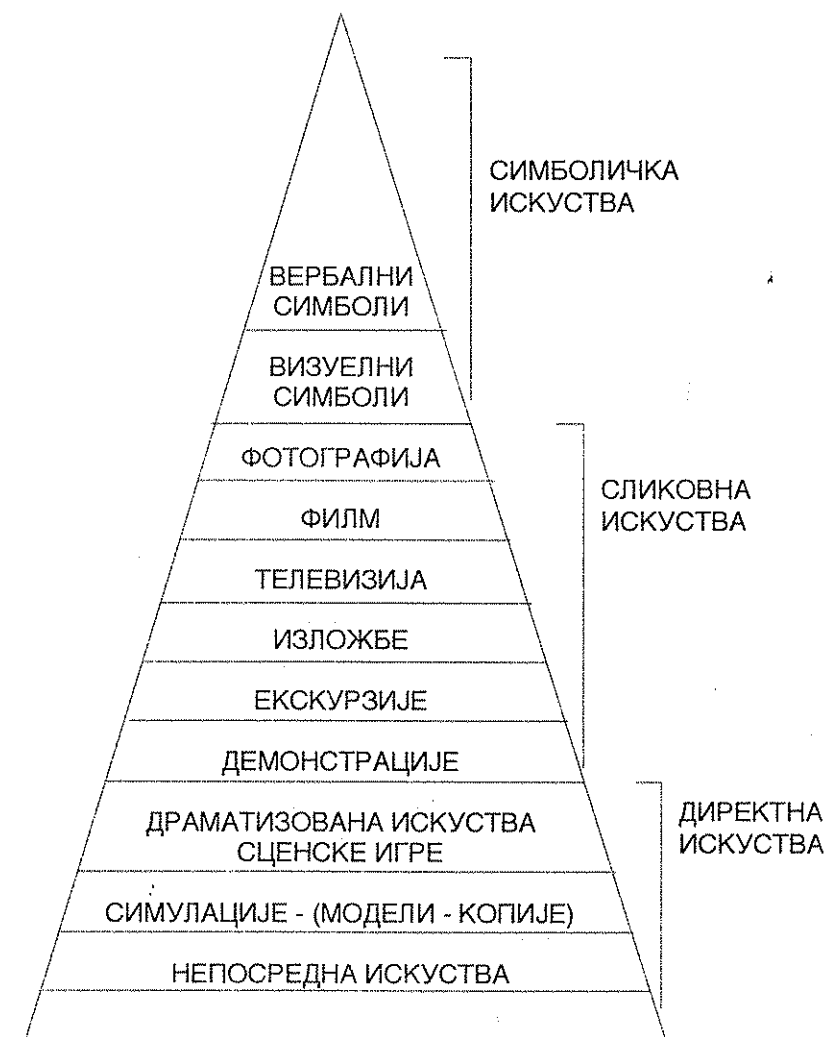 СИМБОЛИЧКА
ИСКУСТВА
ВЕРБАЛНИ
СИМБОЛИ
ВИЗУЕЛНИ
СИМБОЛИ
ФОТОГРАФИЈА
ФИЛМ
ТЕЛЕВИЗИЈА
ИЗЛОЖБЕ
ЕКСКУРЗИЈЕ
ДЕМОНСТРАЦИЈЕ
СЛИКОВНА
ИСКУСТВА
ДРАМАТИЗОВАНА ИСКУСТВА
СЦЕНСКЕ ИГРЕ
СИМУЛАЦИЈЕ - (МОДЕЛИ - КОПИЈЕ)
НЕПОСРЕДНА ИСКУСТВА
ДИРЕКТНА
ИСКУСТВА